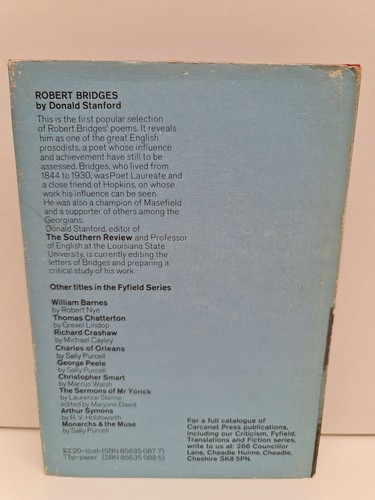 ROBERT BRIDGES
by Donald Stanford
This is the first popular selection
of Robert Bridges' poems. It reveals
him as one of the great English
prosodists, a poet whose influence
and achievement have still to be
assessed. Bridges, who lived from
1844 to 1930, was Poet Laureate and
a close friend of Hopkins, on whose
work his influence can be seen.
He was also a champion of Masefield
and a supporter of others among the
Georgians.
Donald Stanford, editor of
The Southern Review and Professor
of English at the Louisiana State
University, is currently editing the
letters of Bridges and preparing a
critical study of his work.
Other titles in the Fyfield Series
William Barnes
by Robert Nye
Thomas Chatterton
by Grevel Lindop
Richard Crashaw
by Michael Cayley
Charles of Orleans
by Sally Purcell
George Peele
by Sally Purcell
Christopher Smart
by Marcus Walsh
The Sermons of Mr Yorick
by Laurence Sterne
edited by Marjorie David
Arthur Symons
by R. V. Holdsworth
Monarchs & the Muse
by Sally Purcell
£2.20-cloth (SBN 85635 087 7)
75p-paper (SBN 85635 088 5)
For a full catalogue of
Carcanet Press publications,
including our Criticism, Fyfield,
Translations and Fiction series,
write to us at: 266 Councillor
Lane, Cheadle Hulme, Cheadle,
Cheshire SK8 5PN.